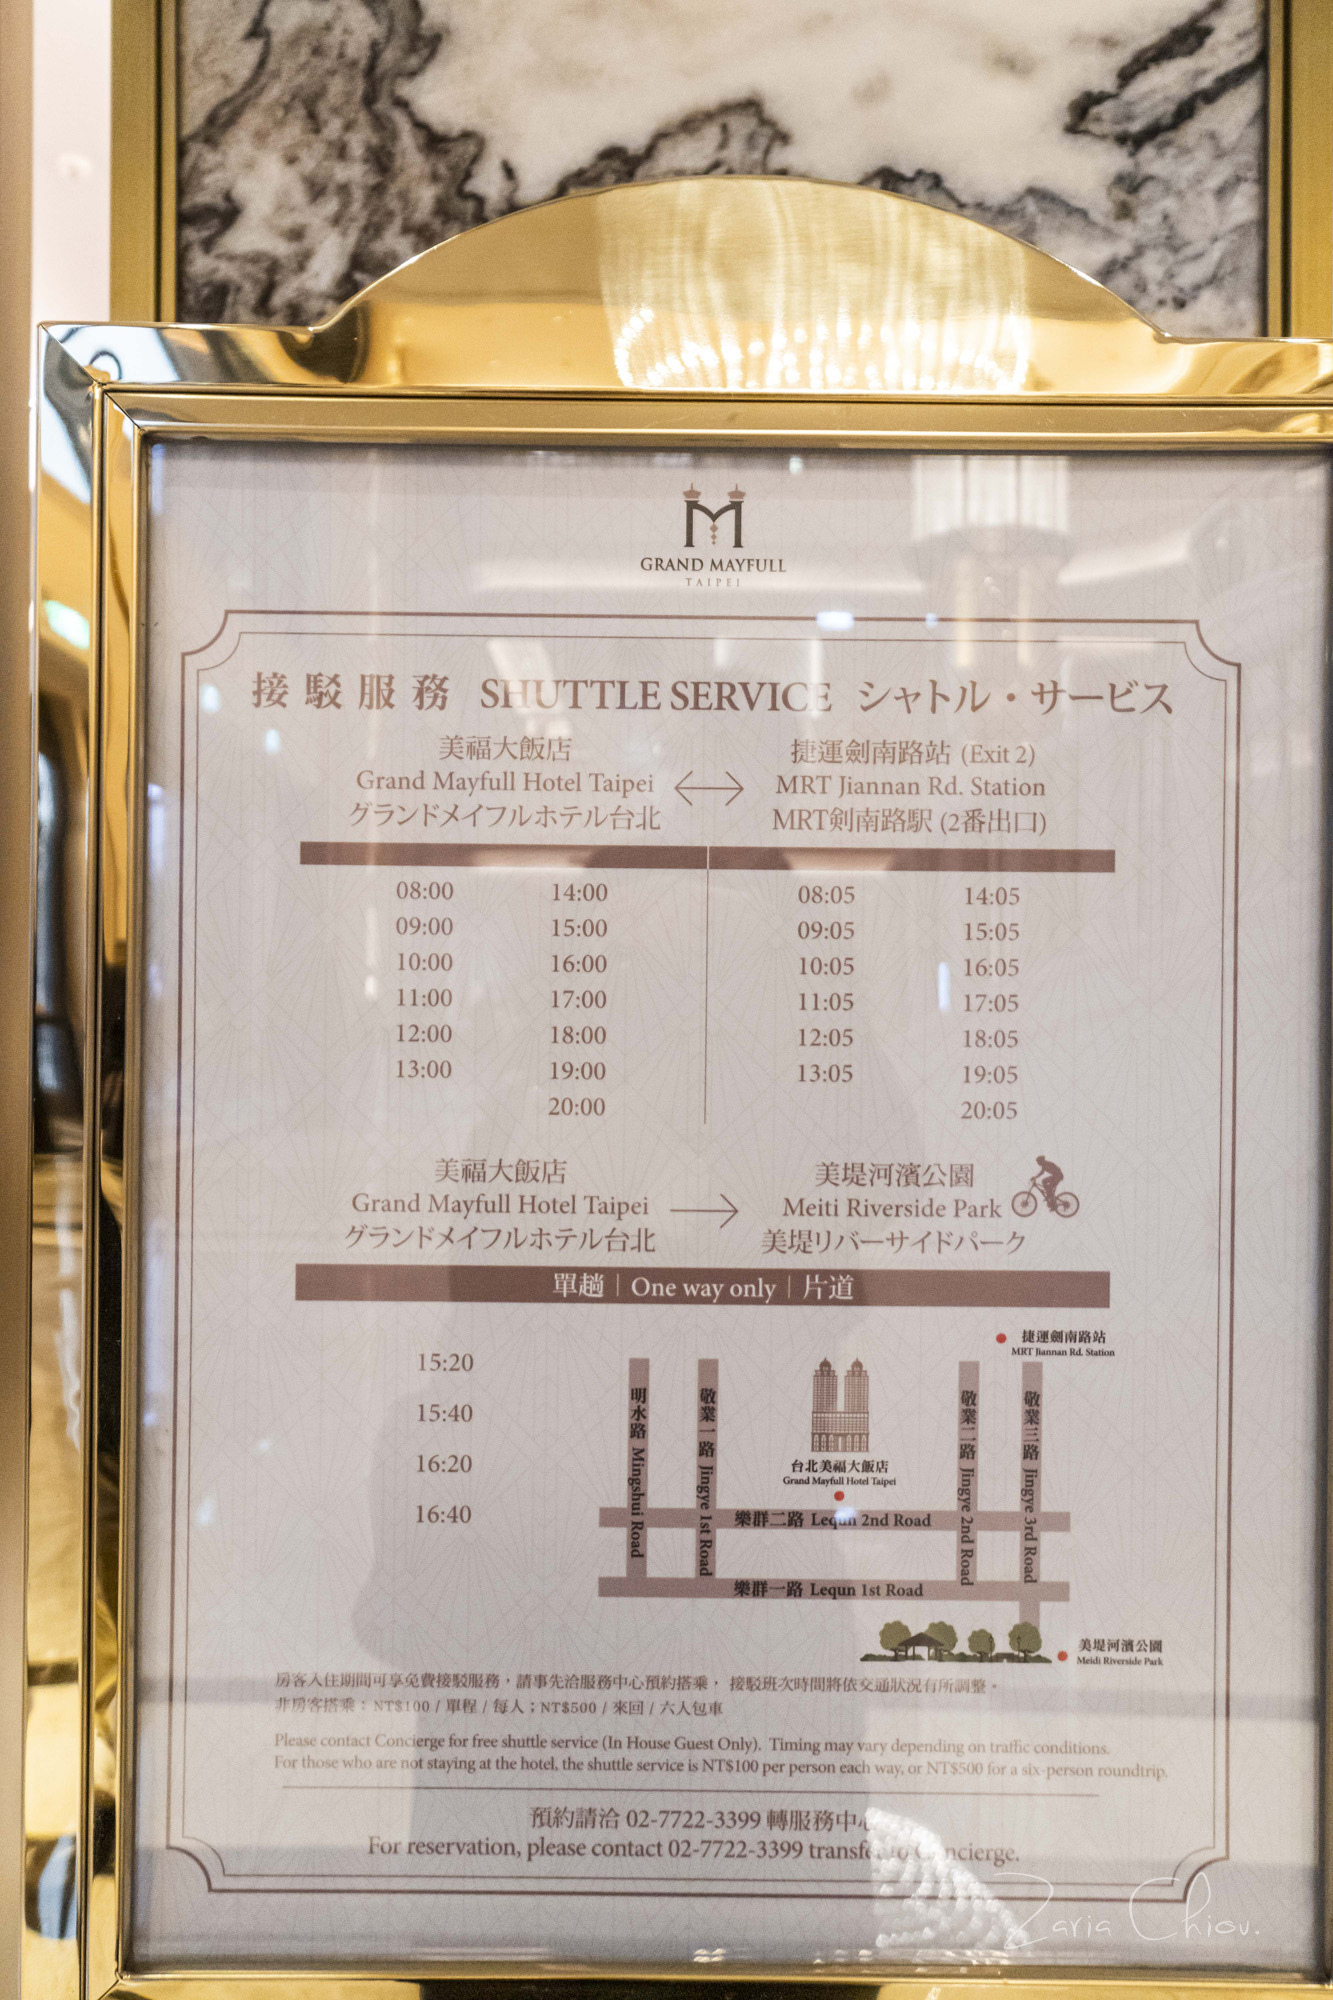 GRAND MAYFULL
TAIPEI
接駁服務 SHUTTLE SERVICE シャトル・サービス
美福大飯店
Grand Mayfull Hotel Taipei
グランドメイフルホテル台北
捷運劍南路站 (Exit 2)
MRT Jiannan Rd. Station
MRT剣南路駅 (2番出口)
08:00 14:00 08:05 14:05
09:00 15:00 09:05 15:05
10:00 16:00 10:05 16:05
11:00 17:00 11:05 17:05
12:00 18:00 12:05 18:05
13:00 19:00 13:05 19:05
20:00 20:05
美福大飯店
Grand Mayfull Hotel Taipei
グランドメイフルホテル台北
美堤河濱公園
Meiti Riverside Park
美堤リバーサイドパーク
單趟 | One way only | 片道
15:20
15:40
16:20
16:40
捷運劍南路站
MRT Jiannan Rd. Station
明水路 Mingshui Road
敬業一路 Jingye 1st Road
敬業二路 Jingye 2nd Road
敬業三路 Jingye 3rd Road
台北美福大飯店
Grand Mayfull Hotel Taipei
樂群二路 Lequn 2nd Road
樂群一路 Lequn 1st Road
美堤河濱公園
Meidi Riverside Park
房客入住期間可享免費接駁服務，請事先洽服務中心預約搭乘， 接駁班次時間將依交通狀況有所調整。
非房客搭乘：NT$100 / 單程 / 每人；NT$500 / 來回 / 六人包車
Please contact Concierge for free shuttle service (In House Guest Only). Timing may vary depending on traffic conditions.
For those who are not staying at the hotel, the shuttle service is NT$100 per person each way, or NT$500 for a six-person roundtrip.
預約請洽 02-7722-3399 轉服務中心
For reservation, please contact 02-7722-3399 transfer to Concierge.
Zaria Chiou.